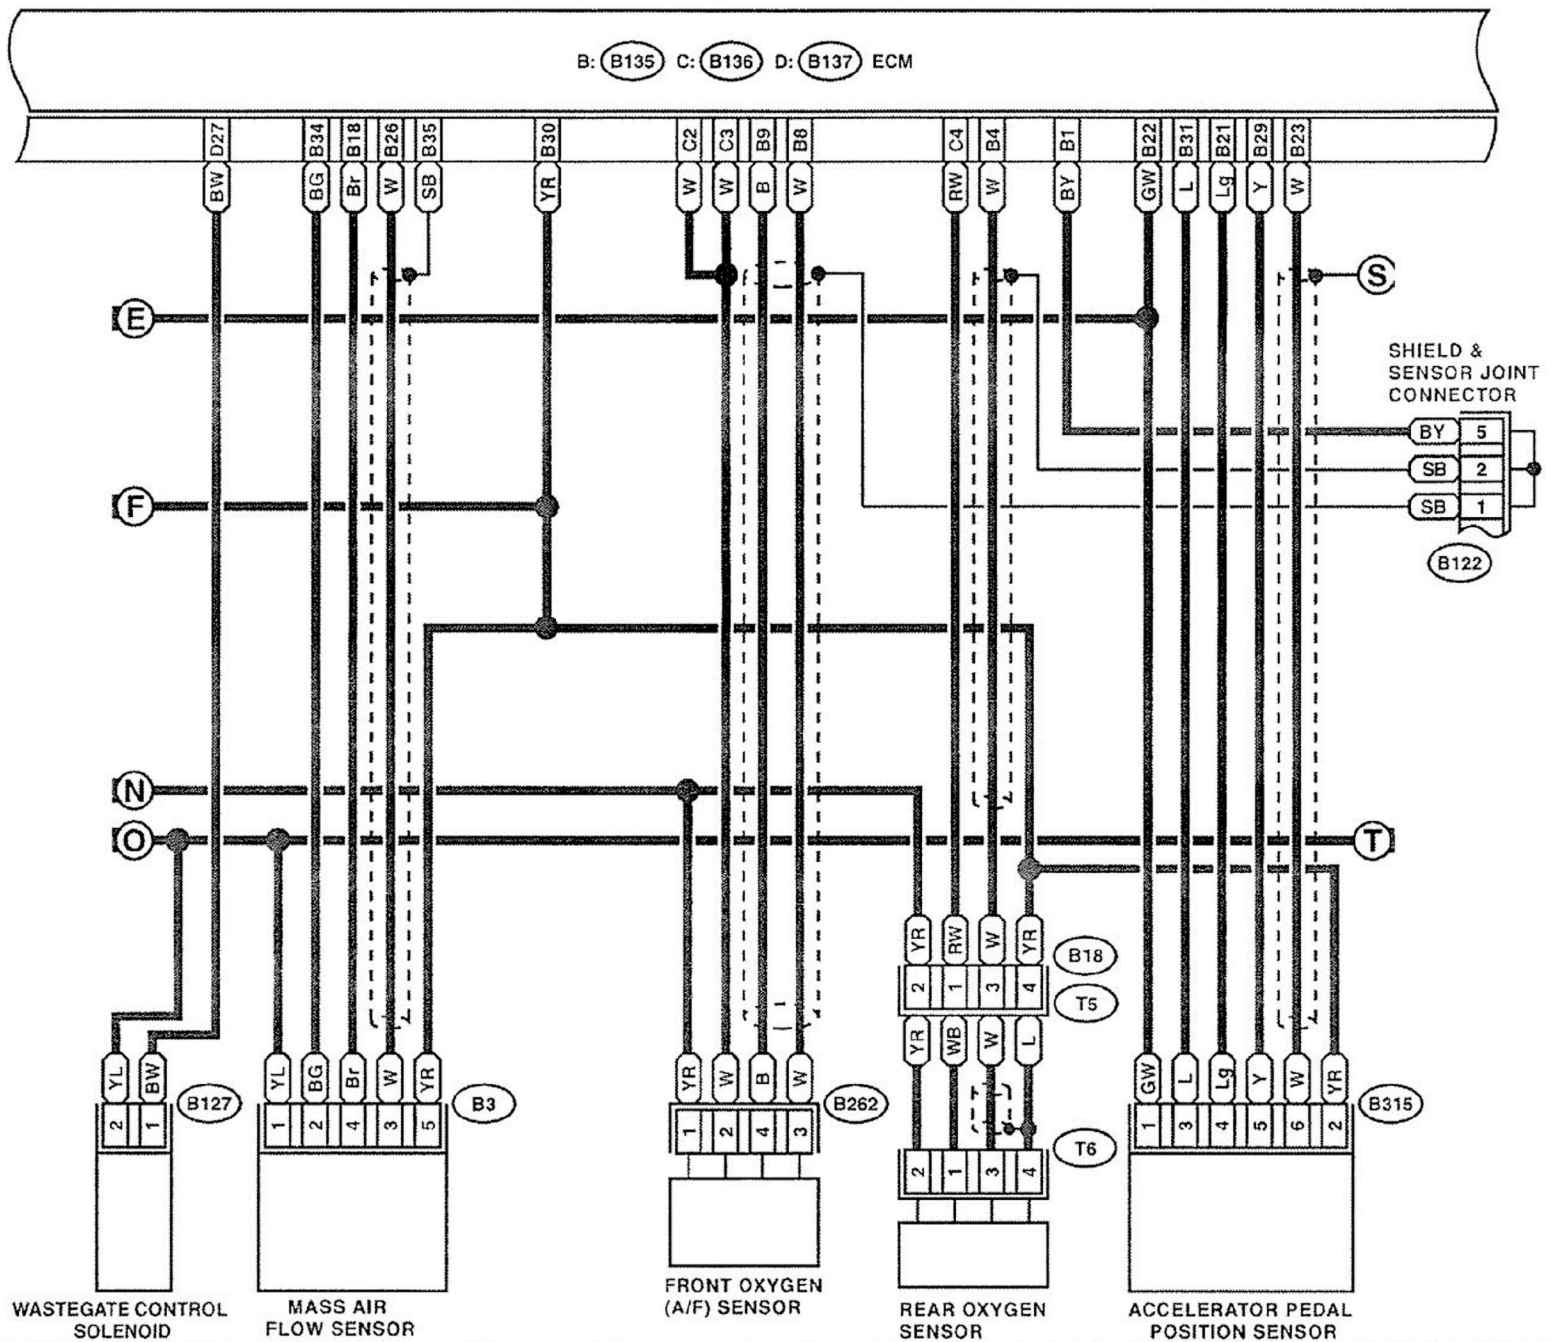 B: B135 C: B136 D: B137 ECM
D27 B34 B18 B26 B35 B30 C2 C3 B9 B8 C4 B4 B1 B22 B31 B21 B29 B23
BW BG Br W SB YR W W B W RW W BY GW L Lg Y W
S
E
SHIELD &
SENSOR JOINT
CONNECTOR
BY 5
SB 2
F SB 1
B122
N
O T
YR RW W YR B18
2 1 3 4
T5
YR WB W L
YL BW YL BG Br W YR YR W B W GW L Lg Y W YR
2 1 B127 1 2 4 3 5 B3 1 2 4 3 B262 1 3 4 5 6 2 B315
T6
2 1 3 4
WASTEGATE CONTROL
SOLENOID
MASS AIR
FLOW SENSOR
FRONT OXYGEN
(A/F) SENSOR
REAR OXYGEN
SENSOR
ACCELERATOR PEDAL
POSITION SENSOR